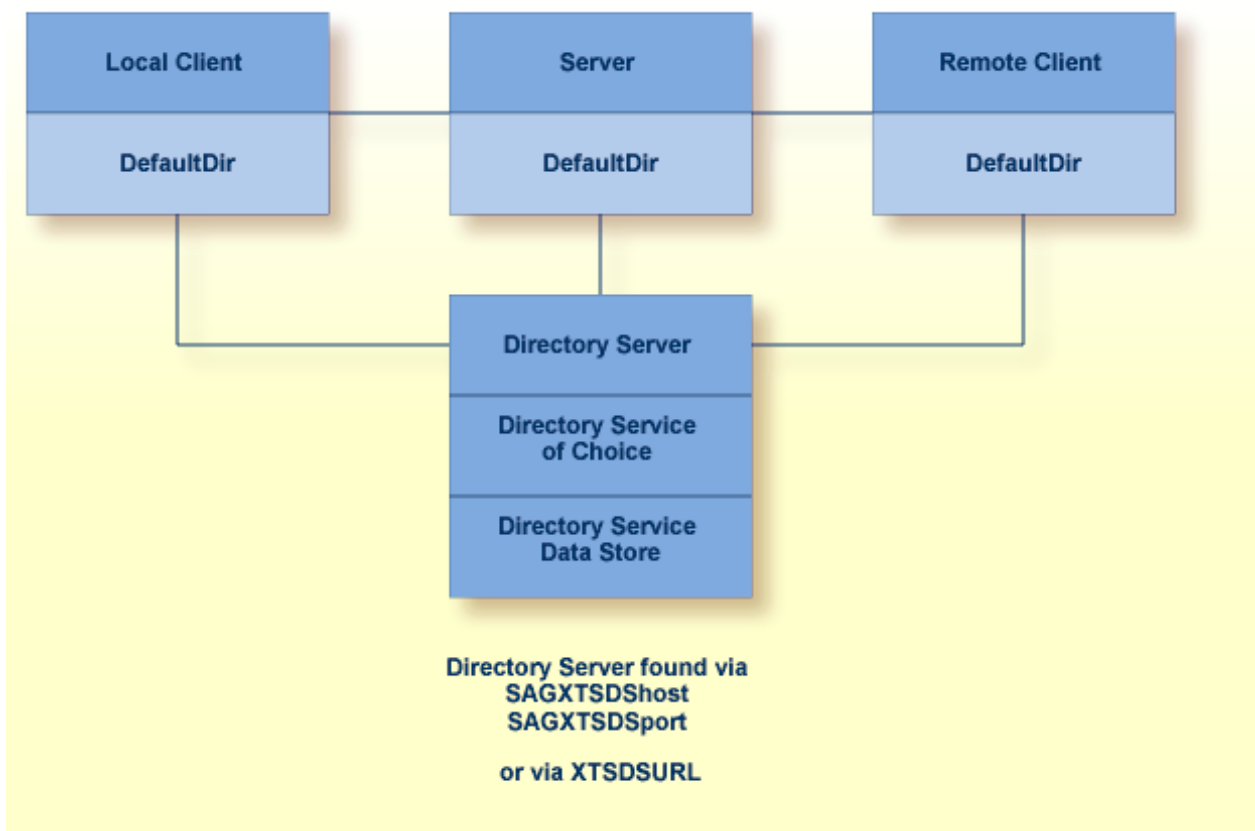 Local Client
Server
Remote Client
DefaultDir
DefaultDir
DefaultDir
Directory Server
Directory Service
of Choice
Directory Service
Data Store
Directory Server found via
SAGXTSDShost
SAGXTSDSport
or via XTSDSURL